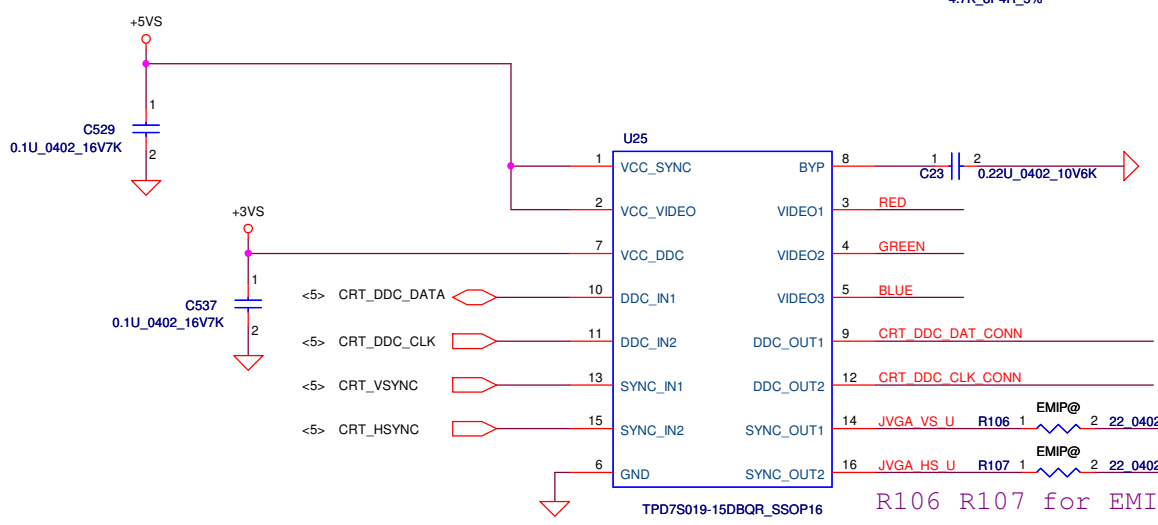 4.7K_8P4R_5%
+5VS
1
C529
0.1U_0402_16V7K
2
U25
1 VCC_SYNC BYP 8 1 C23 2 0.22U_0402_10V6K
2 VCC_VIDEO VIDEO1 3 RED
+3VS
7 VCC_DDC VIDEO2 4 GREEN
1
C537
0.1U_0402_16V7K
2
<5> CRT_DDC_DATA 10 DDC_IN1 VIDEO3 5 BLUE
<5> CRT_DDC_CLK 11 DDC_IN2 DDC_OUT1 9 CRT_DDC_DAT_CONN
<5> CRT_VSYNC 13 SYNC_IN1 DDC_OUT2 12 CRT_DDC_CLK_CONN
EMIP@
<5> CRT_HSYNC 15 SYNC_IN2 SYNC_OUT1 14 JVGA_VS_U R106 1 2 22_0402
EMIP@
6 GND SYNC_OUT2 16 JVGA_HS_U R107 1 2 22_0402
TPD7S019-15DBQR_SSOP16
R106 R107 for EMI